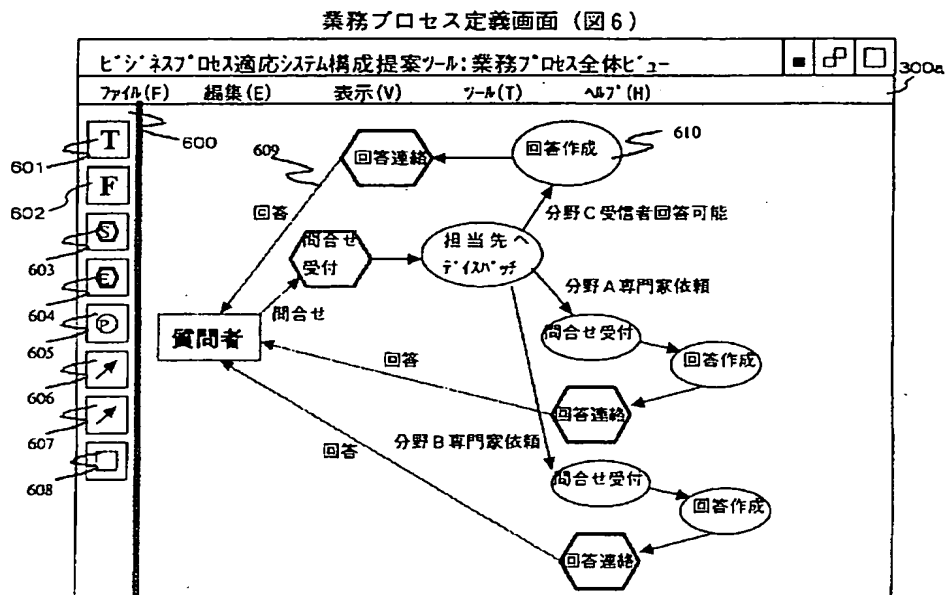 業務プロセス定義画面（図６）
ビジネスプロセス適応システム構成提案ツール：業務プロセス全体ビュー
300a
ファイル(F) 編集(E) 表示(V) ツール(T) ヘルプ(H)
600
T
601
F
602
S
603
E
604
P
605
606
607
608
609
610
回答連絡
回答作成
回答
分野Ｃ受信者回答可能
問合せ
受付
担当先へ
ディスパッチ
分野Ａ専門家依頼
問合せ
質問者
問合せ受付
回答
回答作成
回答連絡
分野Ｂ専門家依頼
回答
問合せ受付
回答作成
回答連絡